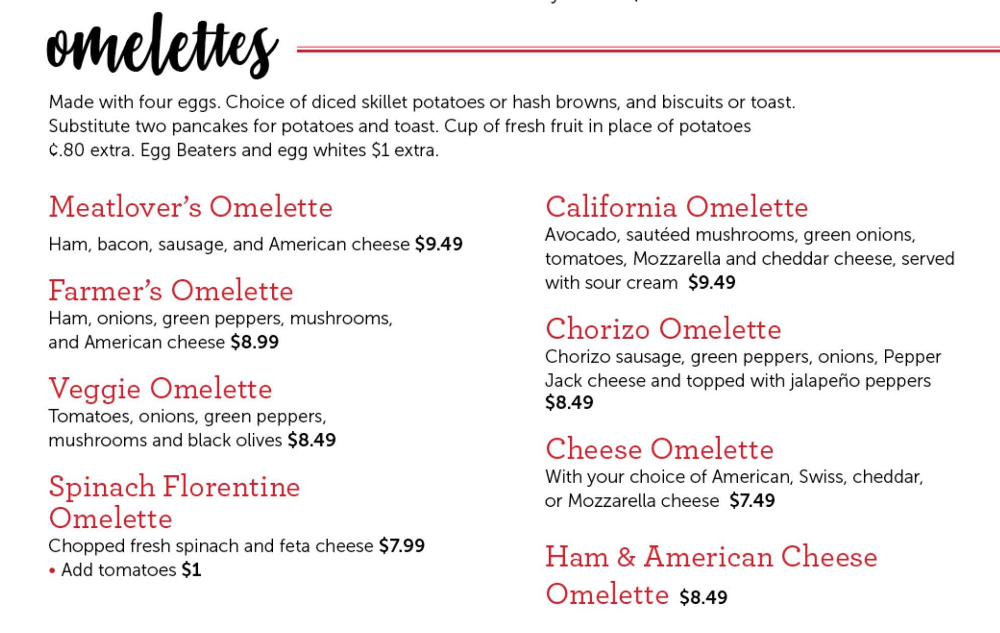 omelettes
Made with four eggs. Choice of diced skillet potatoes or hash browns, and biscuits or toast.
Substitute two pancakes for potatoes and toast. Cup of fresh fruit in place of potatoes
¢.80 extra. Egg Beaters and egg whites $1 extra.
Meatlover’s Omelette
Ham, bacon, sausage, and American cheese $9.49
Farmer’s Omelette
Ham, onions, green peppers, mushrooms,
and American cheese $8.99
Veggie Omelette
Tomatoes, onions, green peppers,
mushrooms and black olives $8.49
Spinach Florentine
Omelette
Chopped fresh spinach and feta cheese $7.99
• Add tomatoes $1
California Omelette
Avocado, sautéed mushrooms, green onions,
tomatoes, Mozzarella and cheddar cheese, served
with sour cream $9.49
Chorizo Omelette
Chorizo sausage, green peppers, onions, Pepper
Jack cheese and topped with jalapeño peppers
$8.49
Cheese Omelette
With your choice of American, Swiss, cheddar,
or Mozzarella cheese $7.49
Ham & American Cheese
Omelette $8.49